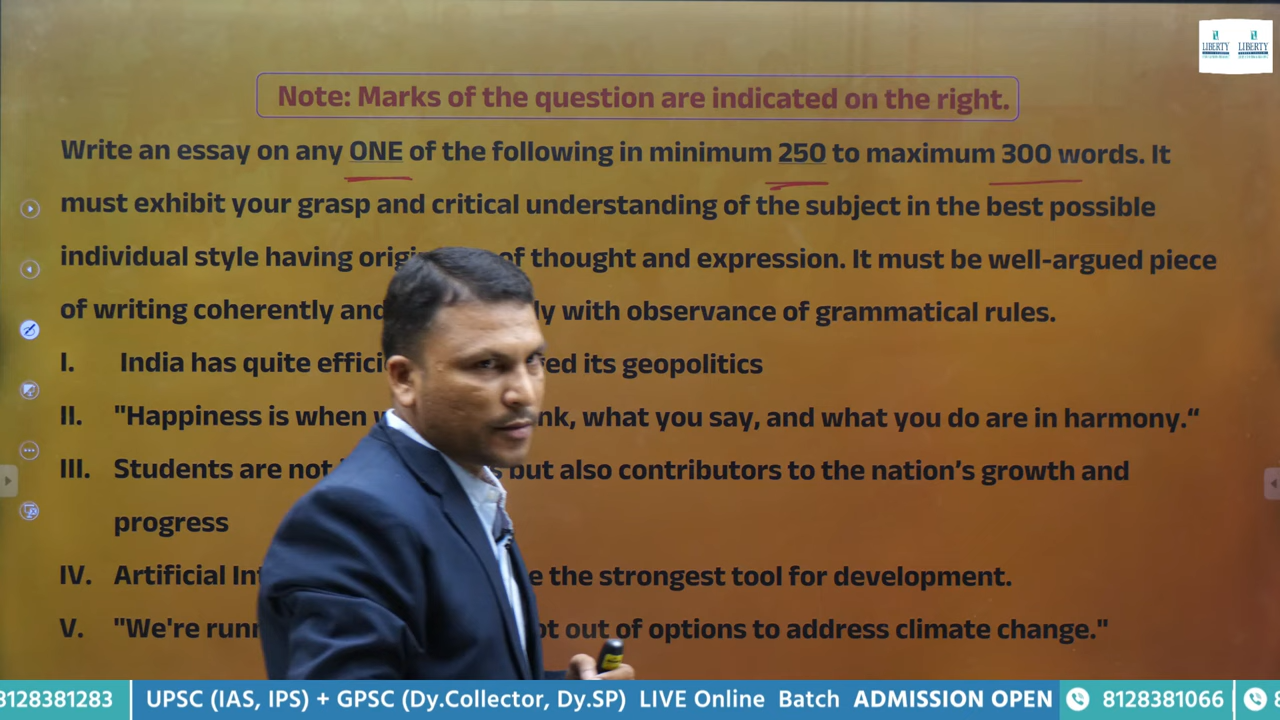 LIBERTY LIBERTY
Note: Marks of the question are indicated on the right.
Write an essay on any ONE of the following in minimum 250 to maximum 300 words. It
must exhibit your grasp and critical understanding of the subject in the best possible
individual style having of thought and expression. It must be well-argued piece
of writing coherently and with observance of grammatical rules.
I. India has quite its geopolitics
II. "Happiness is when what you say, and what you do are in harmony.“
III. Students are not but also contributors to the nation’s growth and
progress
IV. Artificial the strongest tool for development.
V. "We're out of options to address climate change."
8128381283 UPSC (IAS, IPS) + GPSC (Dy.Collector, Dy.SP) LIVE Online Batch ADMISSION OPEN 8128381066